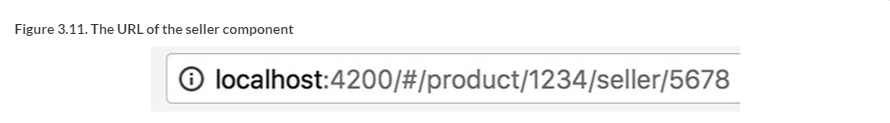 Figure 3.11. The URL of the seller component
localhost:4200/#/product/1234/seller/5678